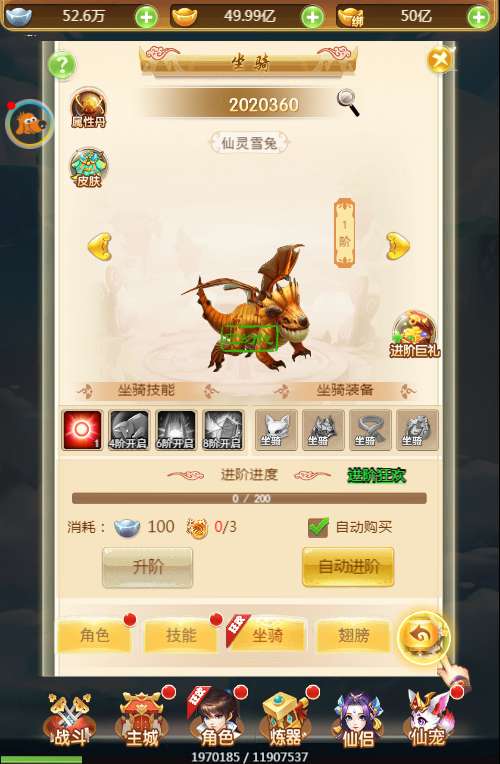 52.6万 49.99亿 绑 50亿
坐骑
属性丹 2020360
仙灵雪兔
皮肤
1阶
进阶巨礼
坐骑技能 坐骑装备
1 4阶开启 6阶开启 8阶开启 坐骑 坐骑 坐骑 坐骑
进阶进度 进阶狂欢
0 / 200
消耗： 100 0/3 自动购买
升阶 自动进阶
角色 技能 狂欢 坐骑 翅膀
狂欢
战斗 主城 角色 炼器 仙侣 仙宠
1970185 / 11907537